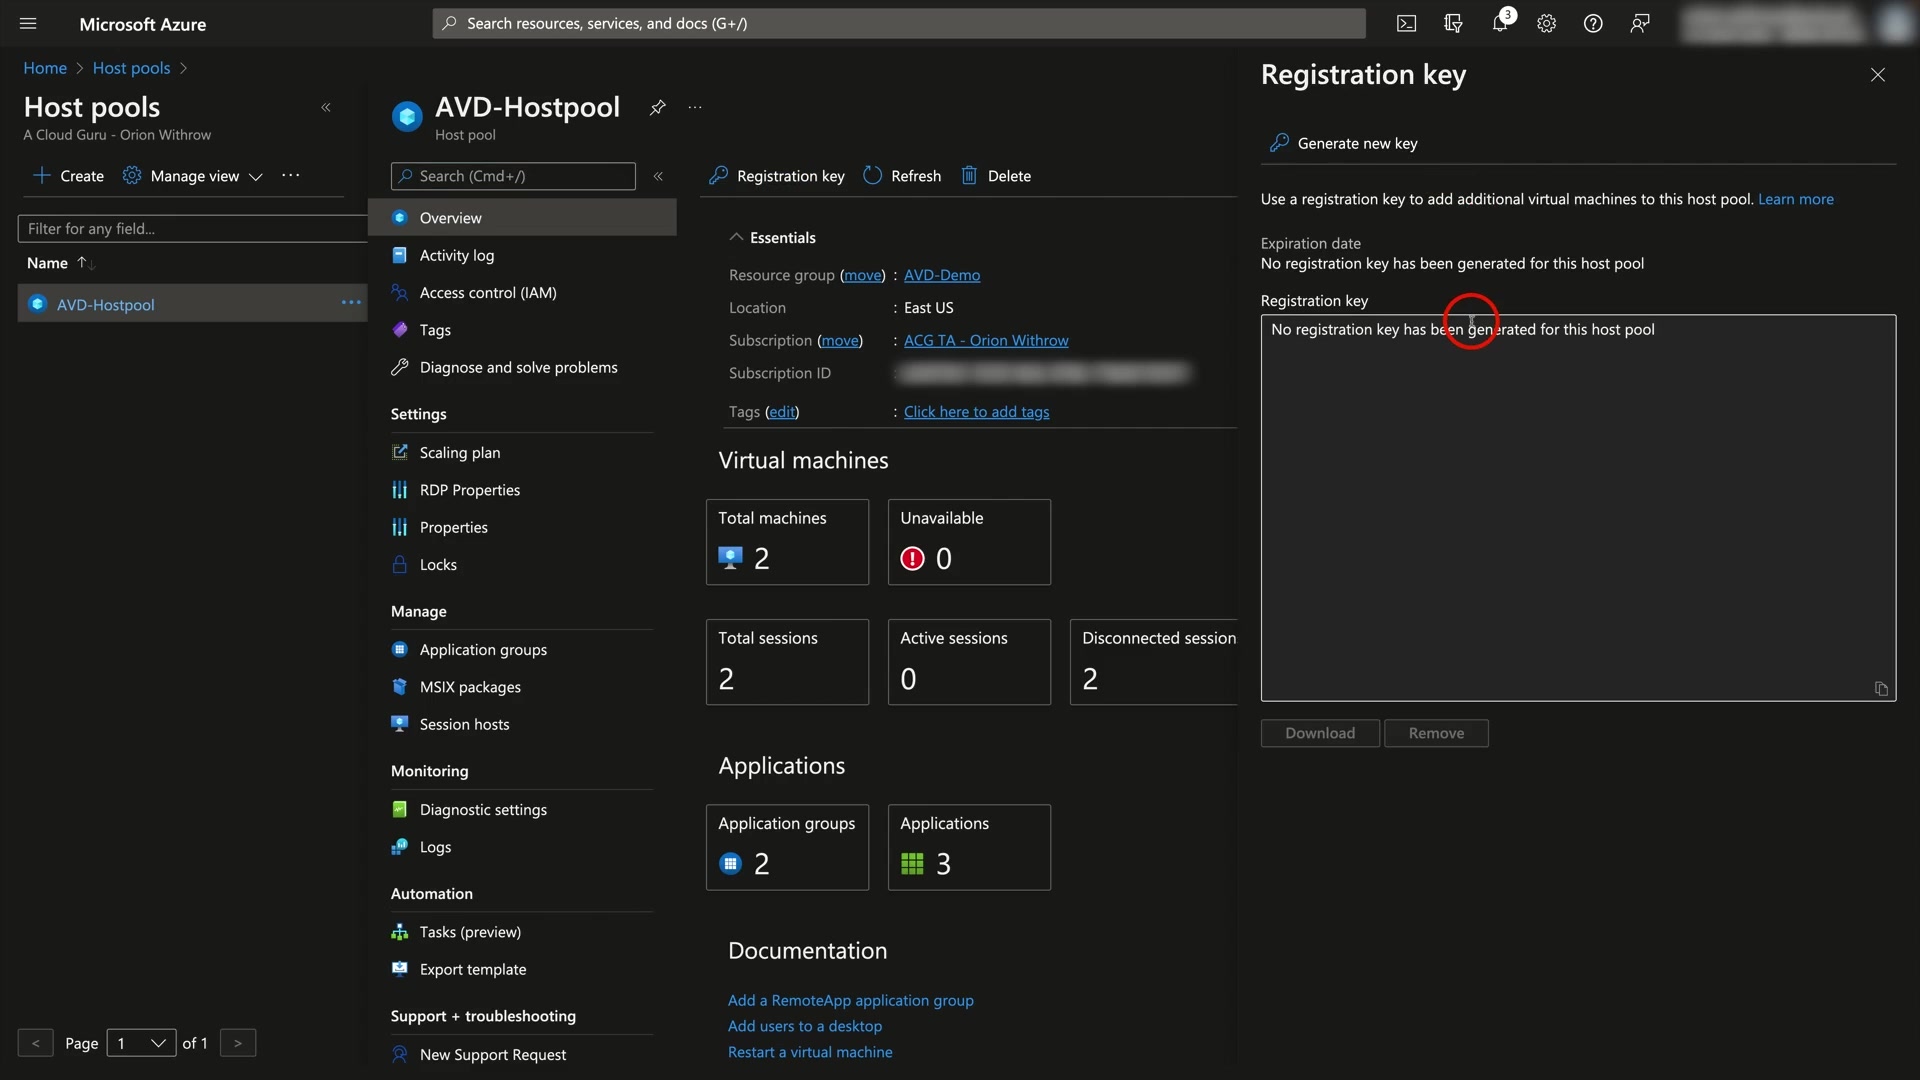 Microsoft Azure
Search resources, services, and docs (G+/)
3
Home > Host pools >
Host pools
A Cloud Guru - Orion Withrow
Create
Manage view
Filter for any field...
Name
AVD-Hostpool
< Page 1 of 1 >
AVD-Hostpool
Host pool
Search (Cmd+/)
Overview
Activity log
Access control (IAM)
Tags
Diagnose and solve problems
Settings
Scaling plan
RDP Properties
Properties
Locks
Manage
Application groups
MSIX packages
Session hosts
Monitoring
Diagnostic settings
Logs
Automation
Tasks (preview)
Export template
Support + troubleshooting
New Support Request
Registration key
Refresh
Delete
Essentials
Resource group (move) : AVD-Demo
Location : East US
Subscription (move) : ACG TA - Orion Withrow
Subscription ID :
Tags (edit) : Click here to add tags
Virtual machines
Total machines
2
Unavailable
0
Total sessions
2
Active sessions
0
Disconnected session
2
Applications
Application groups
2
Applications
3
Documentation
Add a RemoteApp application group
Add users to a desktop
Restart a virtual machine
Registration key
Generate new key
Use a registration key to add additional virtual machines to this host pool. Learn more
Expiration date
No registration key has been generated for this host pool
Registration key
No registration key has been generated for this host pool
Download
Remove